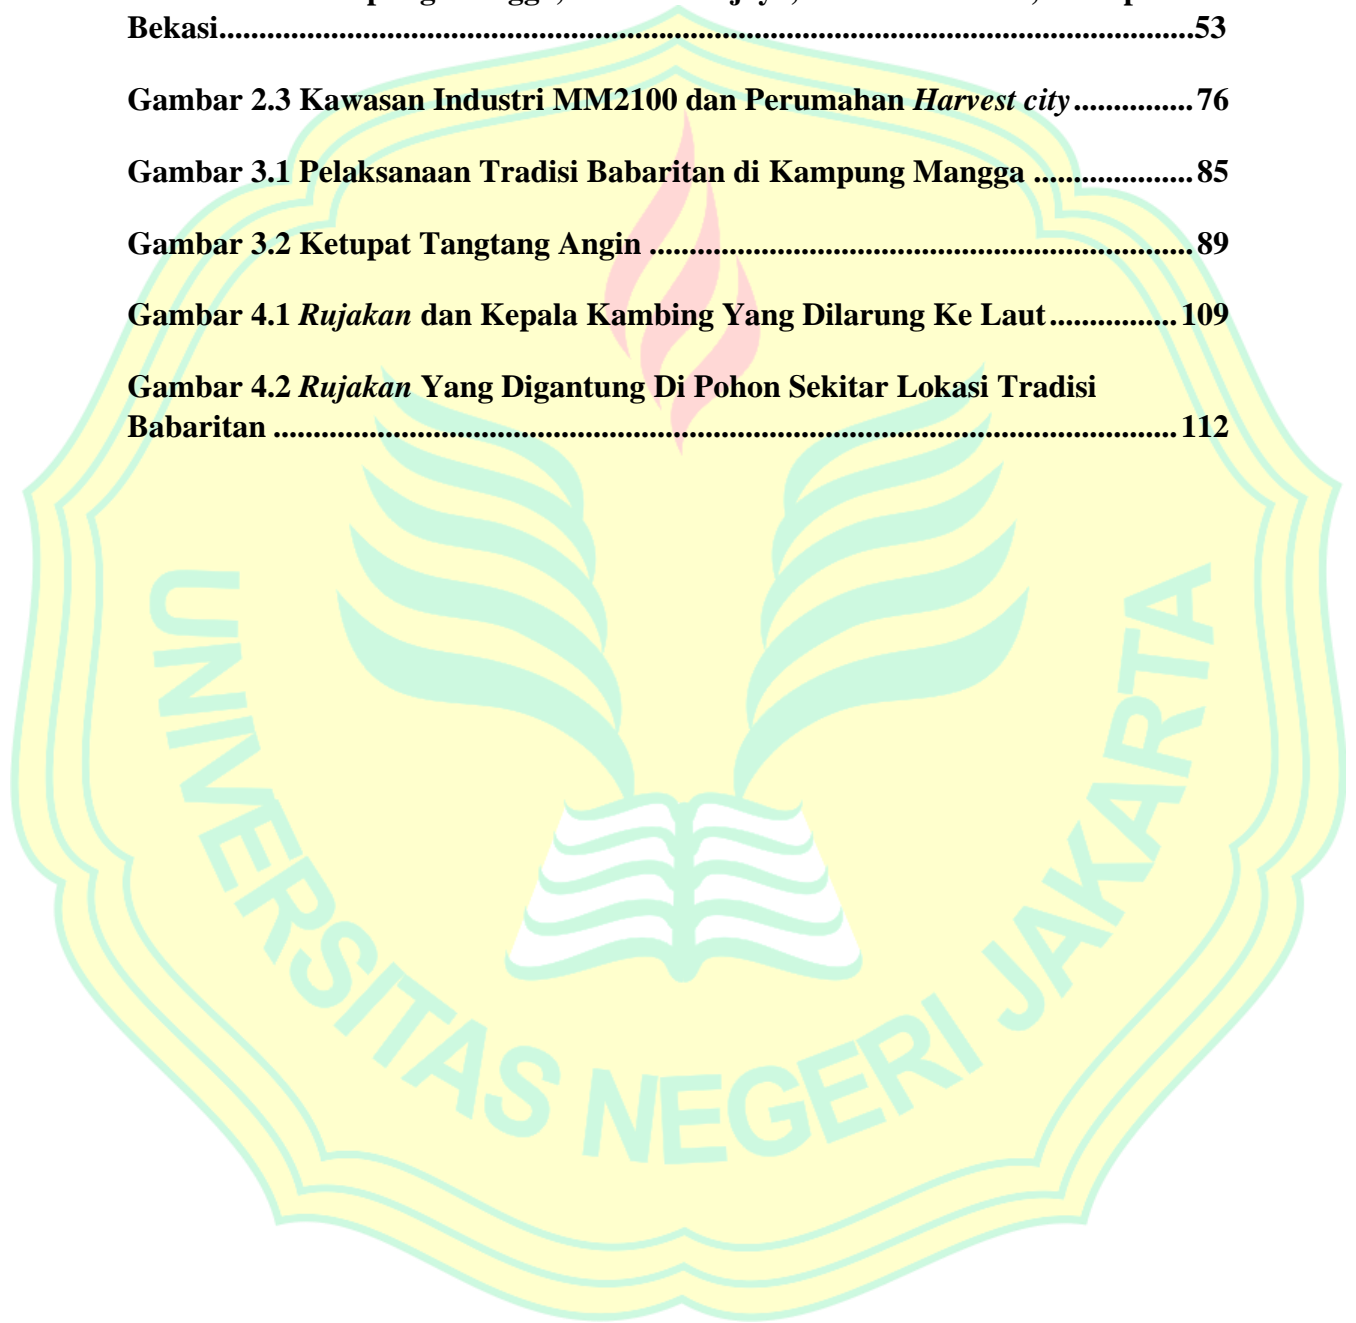 Bekasi...........................................................................................................................53
Gambar 2.3 Kawasan Industri MM2100 dan Perumahan Harvest city ............... 76
Gambar 3.1 Pelaksanaan Tradisi Babaritan di Kampung Mangga .................... 85
Gambar 3.2 Ketupat Tangtang Angin .................................................................... 89
Gambar 4.1 Rujakan dan Kepala Kambing Yang Dilarung Ke Laut ................ 109
Gambar 4.2 Rujakan Yang Digantung Di Pohon Sekitar Lokasi Tradisi
Babaritan .................................................................................................................. 112
UNIVERSITAS NEGERI JAKARTA